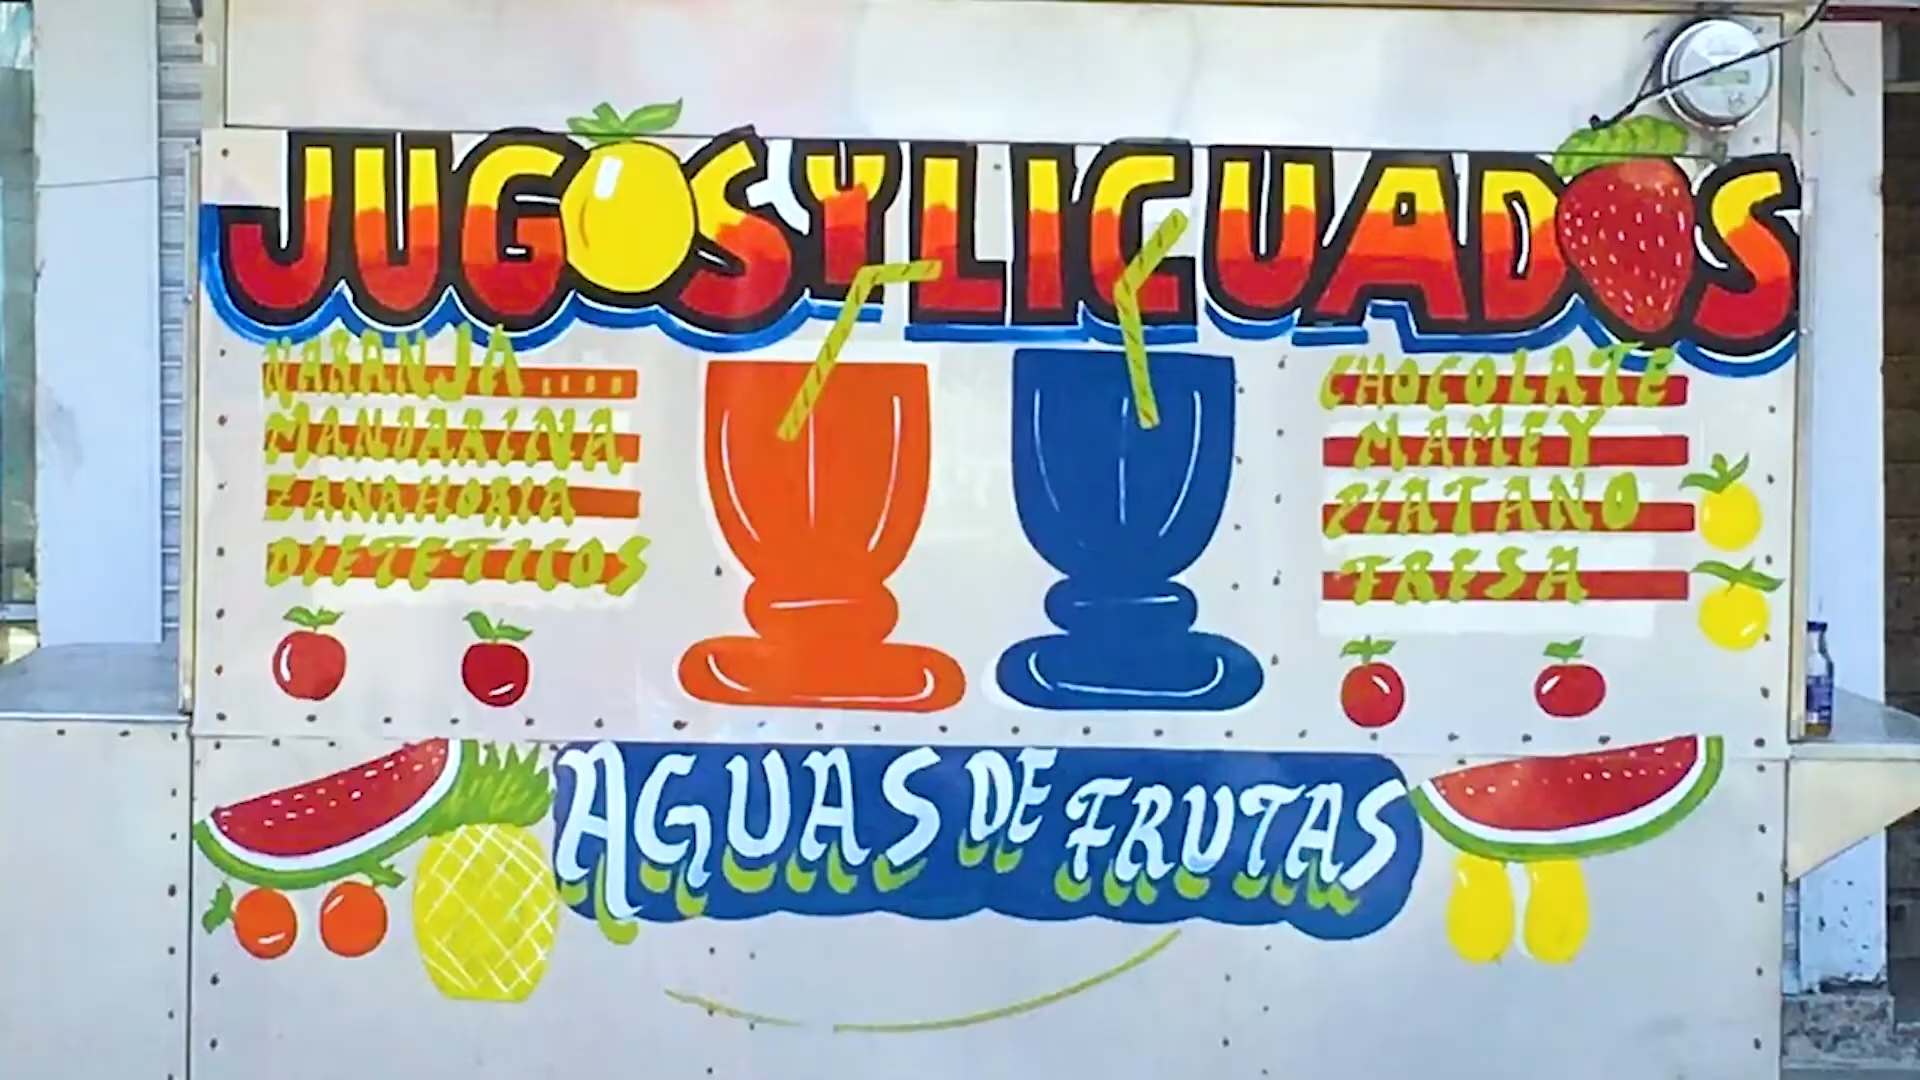 JUGOS Y LICUADOS
NARANJA....
MANDARINA
ZANAHORIA
DIETETICOS
CHOCOLATE
MAMEY
PLATANO
FRESA
AGUAS DE FRUTAS